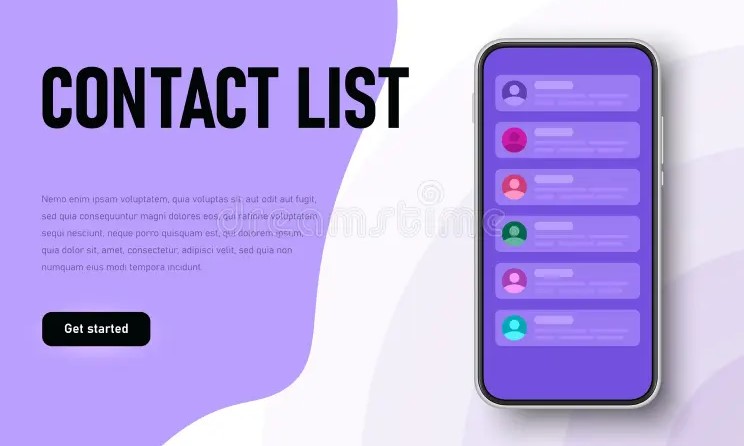 CONTACT LIST
Nemo enim ipsam voluptatem, quia voluptas sit, aut odit aut fugit,
sed quia consequuntur magni dolores eos, qui ratione voluptatem
sequi nesciunt, neque porro quisquam est, qui dolorem ipsum,
quia dolor sit, amet, consectetur, adipisci velit, sed quia non
numquam eius modi tempora incidunt.
Get started
dreamstime